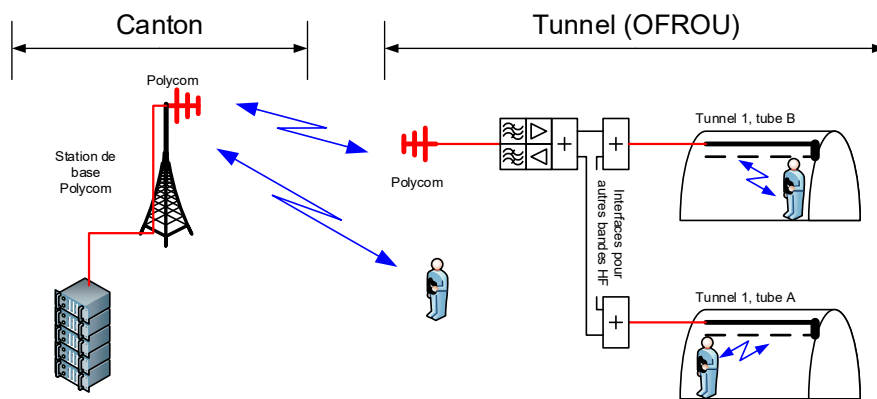 Canton
Tunnel (OFROU)
Polycom
Station de
base
Polycom
Polycom
+
+
Interfaces pour
autres bandes HF
+
Tunnel 1, tube B
Tunnel 1, tube A